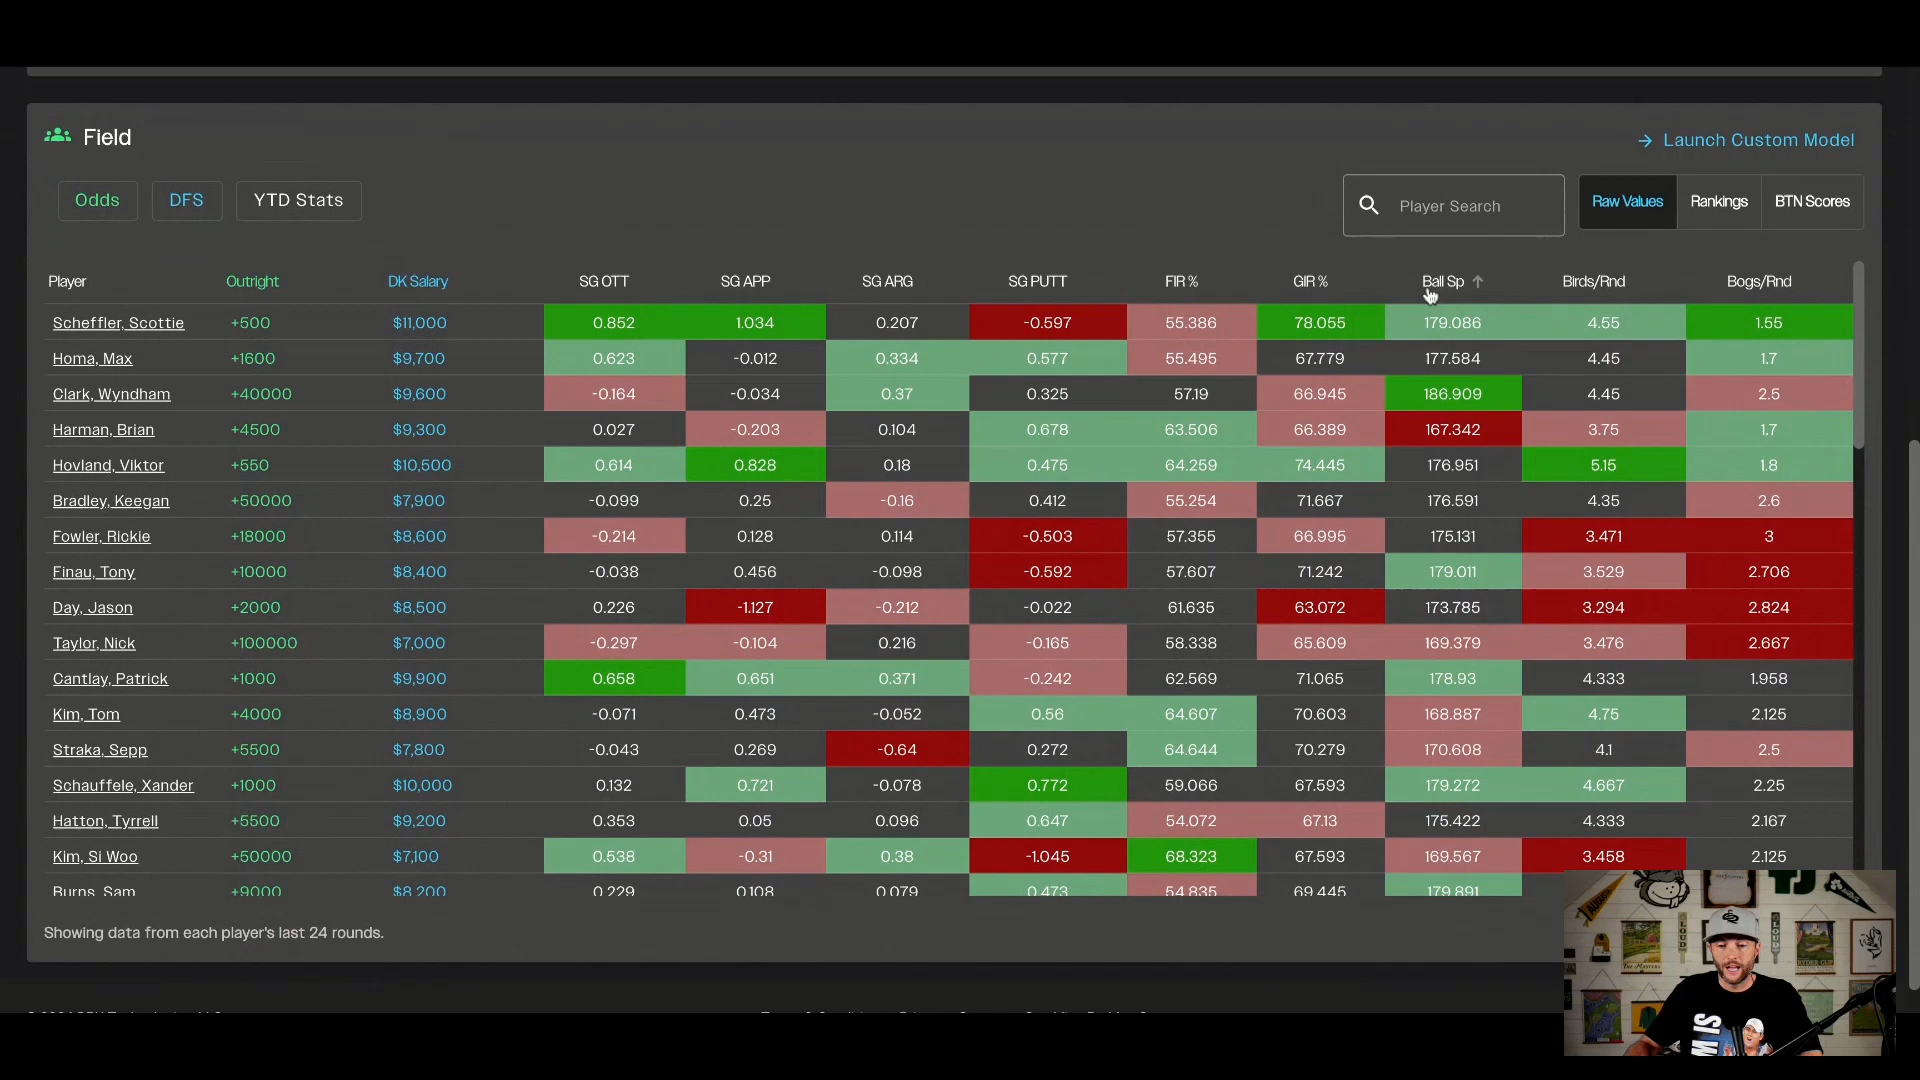 Field
Launch Custom Model
Odds DFS YTD Stats
Player Search
Raw Values Rankings BTN Scores
Player Outright DK Salary SG OTT SG APP SG ARG SG PUTT FIR % GIR % Ball Sp Birds/Rnd Bogs/Rnd
Scheffler, Scottie +500 $11,000 0.852 1.034 0.207 -0.597 55.386 78.055 179.086 4.55 1.55
Homa, Max +1600 $9,700 0.623 -0.012 0.334 0.577 55.495 67.779 177.584 4.45 1.7
Clark, Wyndham +40000 $9,600 -0.164 -0.034 0.37 0.325 57.19 66.945 186.909 4.45 2.5
Harman, Brian +4500 $9,300 0.027 -0.203 0.104 0.678 63.506 66.389 167.342 3.75 1.7
Hovland, Viktor +550 $10,500 0.614 0.828 0.18 0.475 64.259 74.445 176.951 5.15 1.8
Bradley, Keegan +50000 $7,900 -0.099 0.25 -0.16 0.412 55.254 71.667 176.591 4.35 2.6
Fowler, Rickie +18000 $8,600 -0.214 0.128 0.114 -0.503 57.355 66.995 175.131 3.471 3
Finau, Tony +10000 $8,400 -0.038 0.456 -0.098 -0.592 57.607 71.242 179.011 3.529 2.706
Day, Jason +2000 $8,500 0.226 -1.127 -0.212 -0.022 61.635 63.072 173.785 3.294 2.824
Taylor, Nick +100000 $7,000 -0.297 -0.104 0.216 -0.165 58.338 65.609 169.379 3.476 2.667
Cantlay, Patrick +1000 $9,900 0.658 0.651 0.371 -0.242 62.569 71.065 178.93 4.333 1.958
Kim, Tom +4000 $8,900 -0.071 0.473 -0.052 0.56 64.607 70.603 168.887 4.75 2.125
Straka, Sepp +5500 $7,800 -0.043 0.269 -0.64 0.272 64.644 70.279 170.608 4.1 2.5
Schauffele, Xander +1000 $10,000 0.132 0.721 -0.078 0.772 59.066 67.593 179.272 4.667 2.25
Hatton, Tyrrell +5500 $9,200 0.353 0.05 0.096 0.647 54.072 67.13 175.422 4.333 2.167
Kim, Si Woo +50000 $7,100 0.538 -0.31 0.38 -1.045 68.323 67.593 169.567 3.458 2.125
Burns, Sam +9000 $8,200 0.229 0.108 0.079 0.473 54.835 69.445 179.891
Showing data from each player's last 24 rounds.